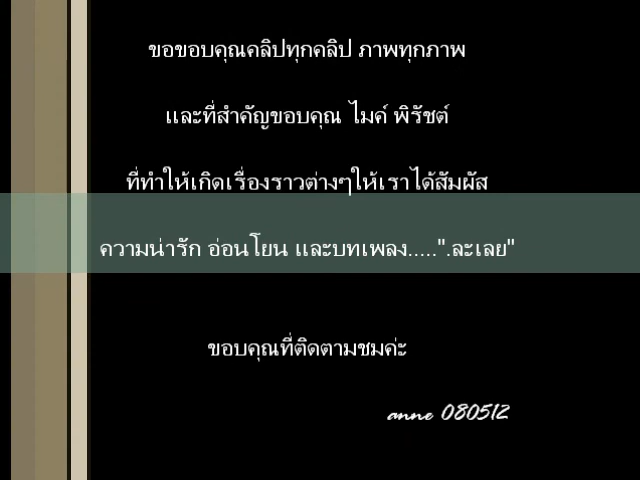 ขอขอบคุณคลิปทุกคลิป ภาพทุกภาพ
และที่สำคัญขอบคุณ ไมค์ พิรัชต์
ที่ทำให้เกิดเรื่องราวต่างๆให้เราได้สัมผัส
ความน่ารัก อ่อนโยน และบทเพลง.....".ละเลย"
ขอบคุณที่ติดตามชมค่ะ
anne 080512